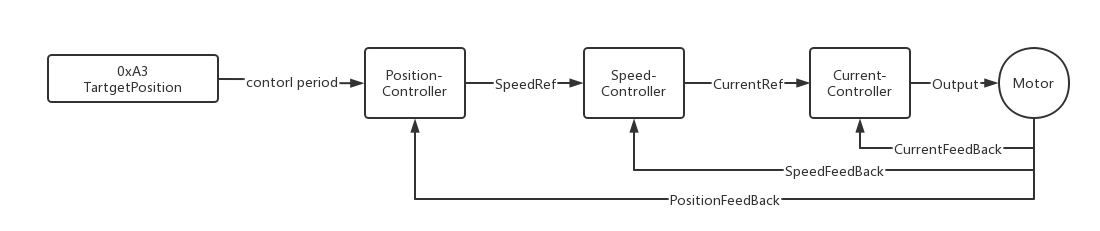 0xA3
TartgetPosition
contorl period
Position-
Controller
SpeedRef
Speed-
Controller
CurrentRef
Current-
Controller
Output
Motor
CurrentFeedBack
SpeedFeedBack
PositionFeedBack